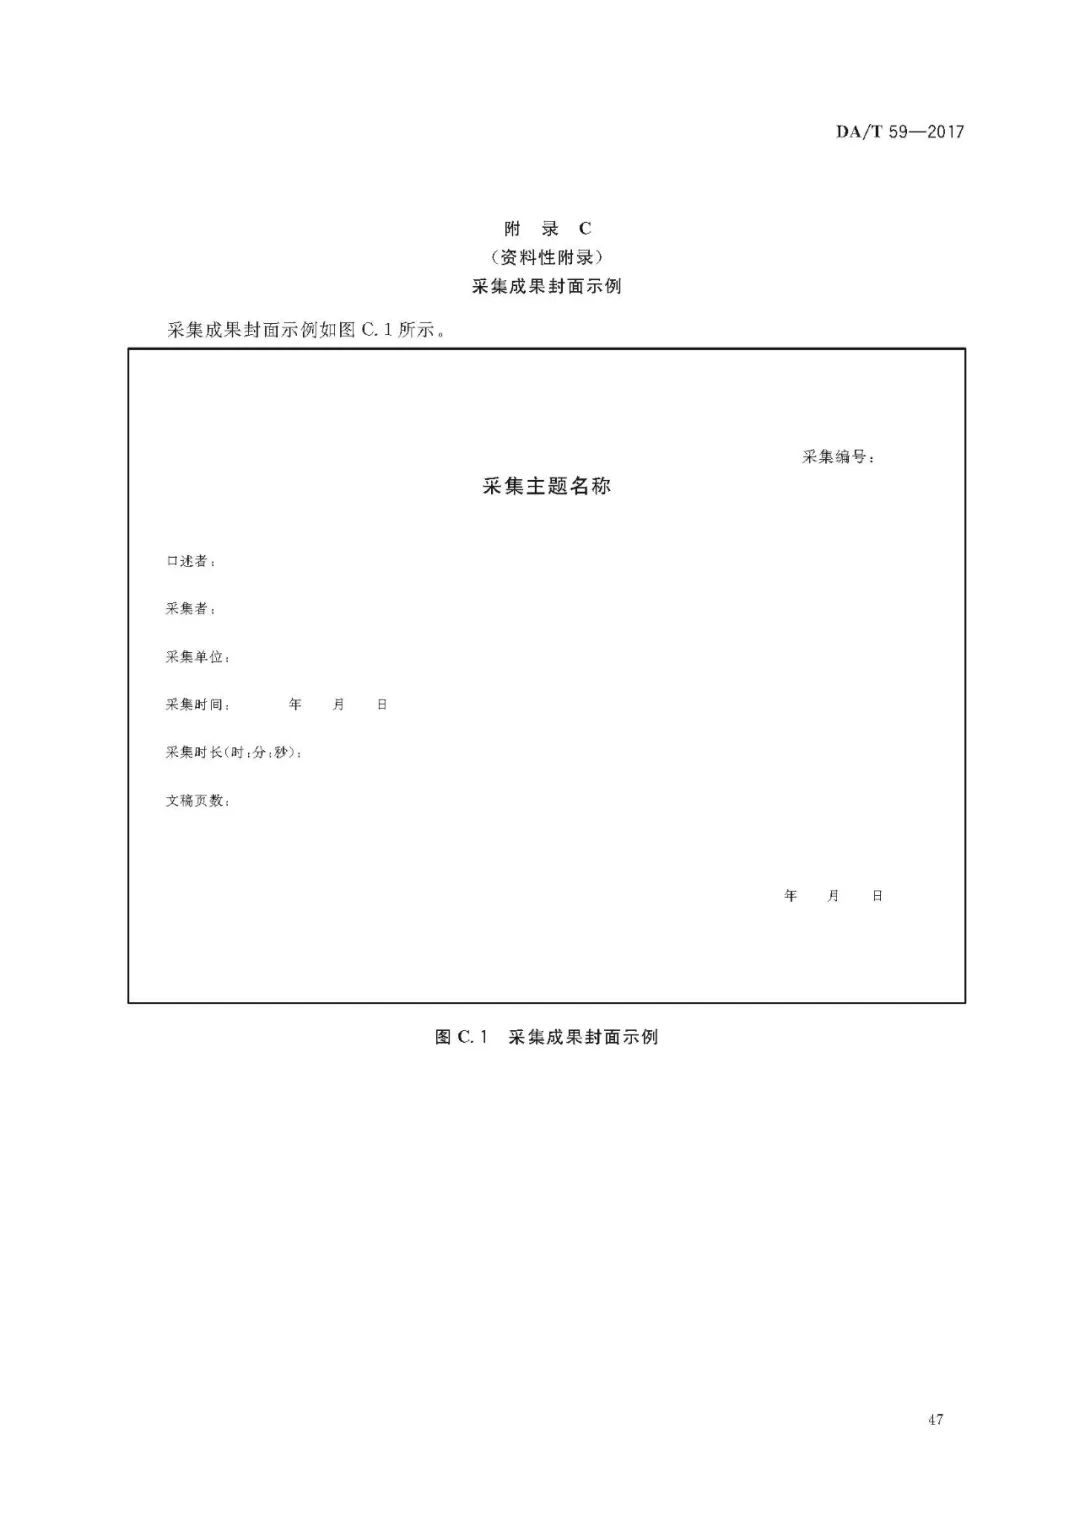 DA/T 59—2017
附 录 C
（资料性附录）
采集成果封面示例
采集成果封面示例如图 C.1 所示。
采集编号：
采集主题名称
口述者：
采集者：
采集单位：
采集时间： 年 月 日
采集时长(时:分:秒)：
文稿页数：
年 月 日
图 C.1 采集成果封面示例
47